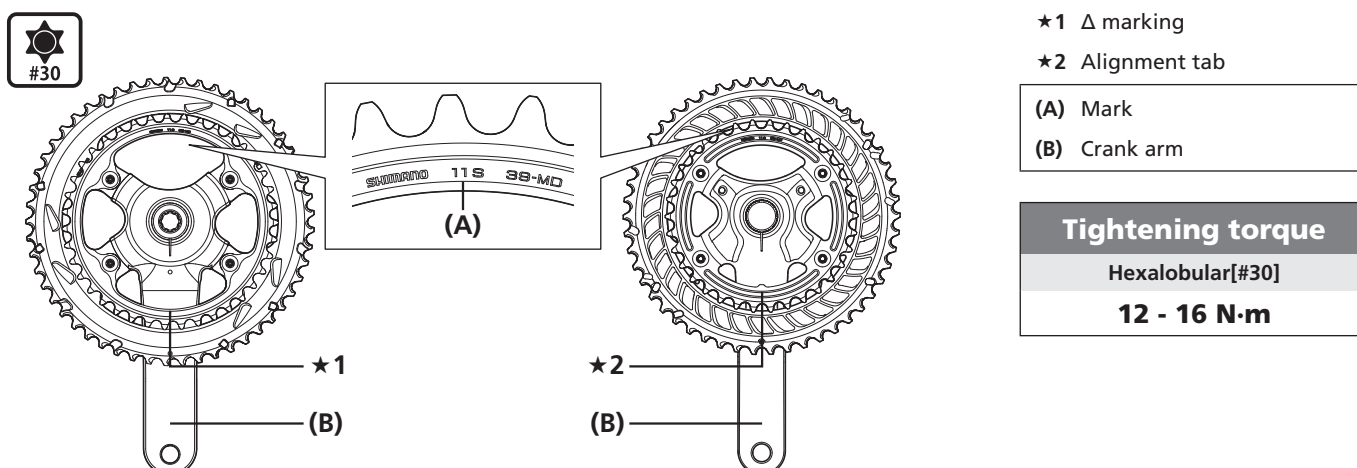 #30
SHIMANO 11S 39-MD
(A)
★1
(B)
★2
(B)
★1 Δ marking
★2 Alignment tab
(A) Mark
(B) Crank arm
Tightening torque
Hexalobular[#30]
12 - 16 N·m